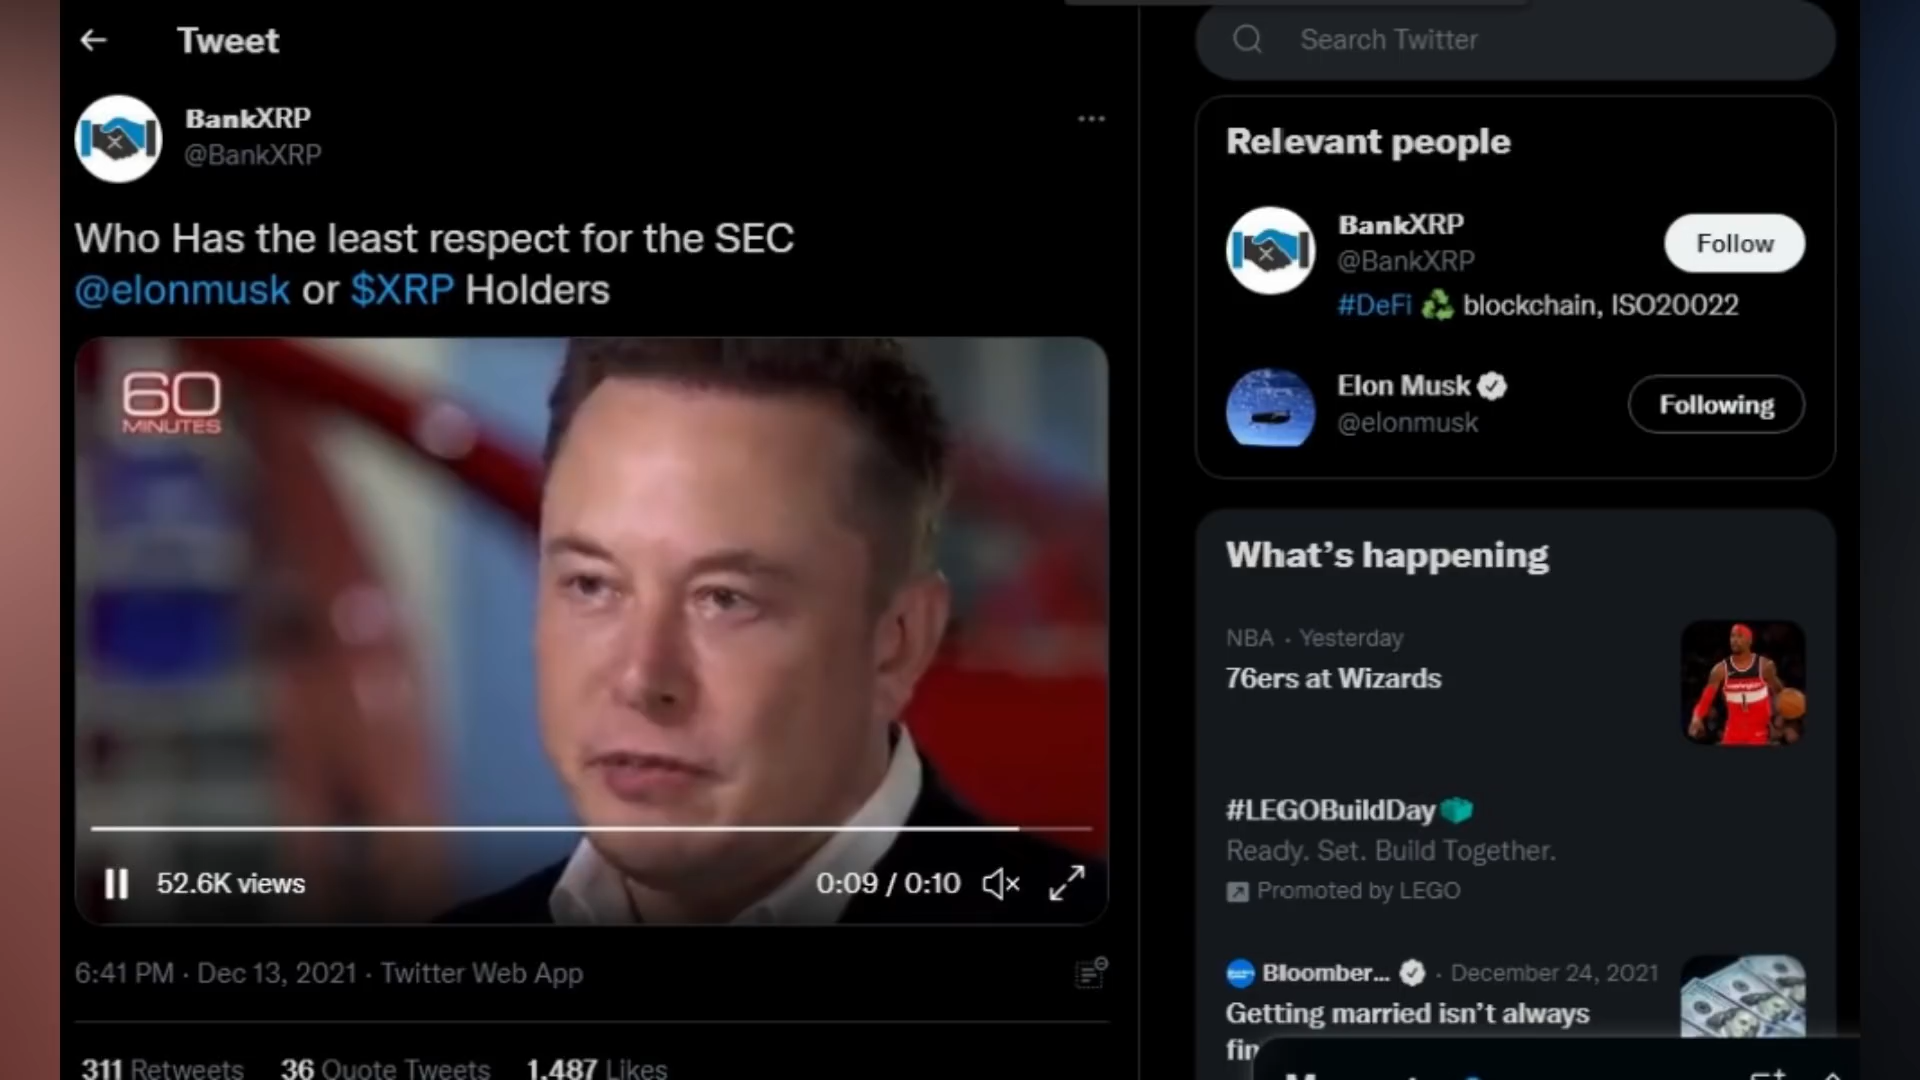 Tweet
BankXRP
@BankXRP
Who Has the least respect for the SEC
@elonmusk or $XRP Holders
60
MINUTES
52.6K views
0:09 / 0:10
6:41 PM · Dec 13, 2021 · Twitter Web App
311 Retweets 36 Quote Tweets 1,487 Likes
Search Twitter
Relevant people
BankXRP
@BankXRP
Follow
#DeFi blockchain, ISO20022
Elon Musk
@elonmusk
Following
What's happening
NBA · Yesterday
76ers at Wizards
#LEGOBuildDay
Ready. Set. Build Together.
Promoted by LEGO
Bloomber... · December 24, 2021
Getting married isn't always